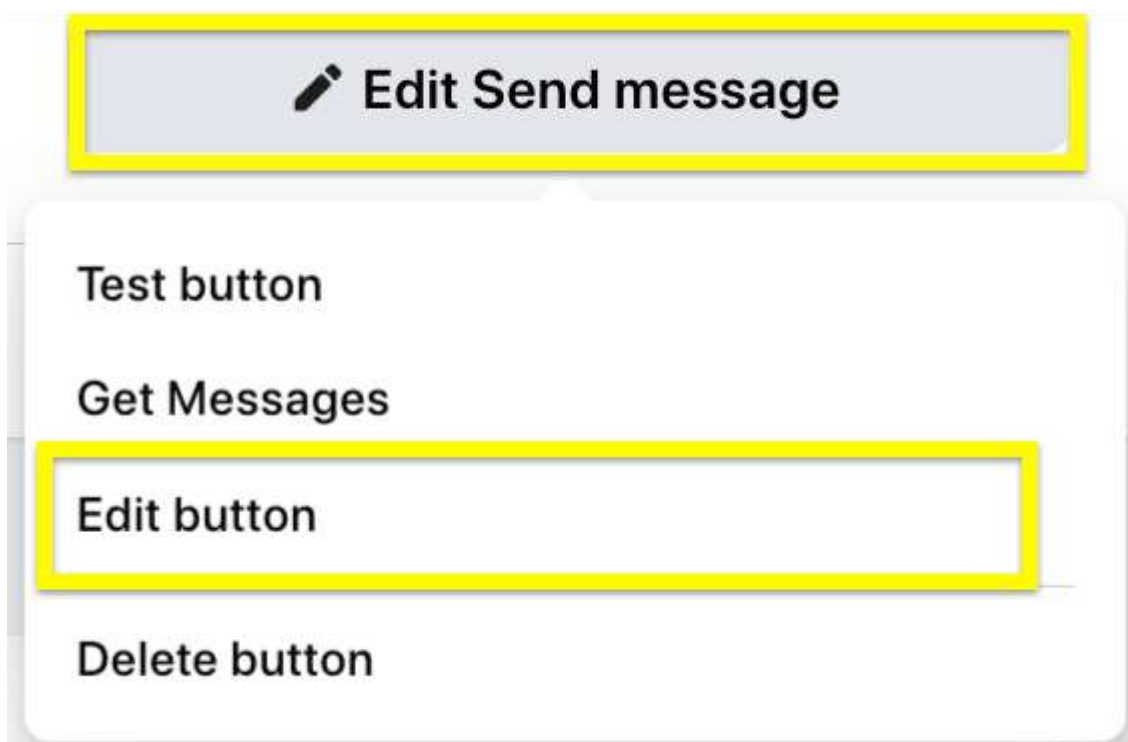 Edit Send message
Test button
Get Messages
Edit button
Delete button